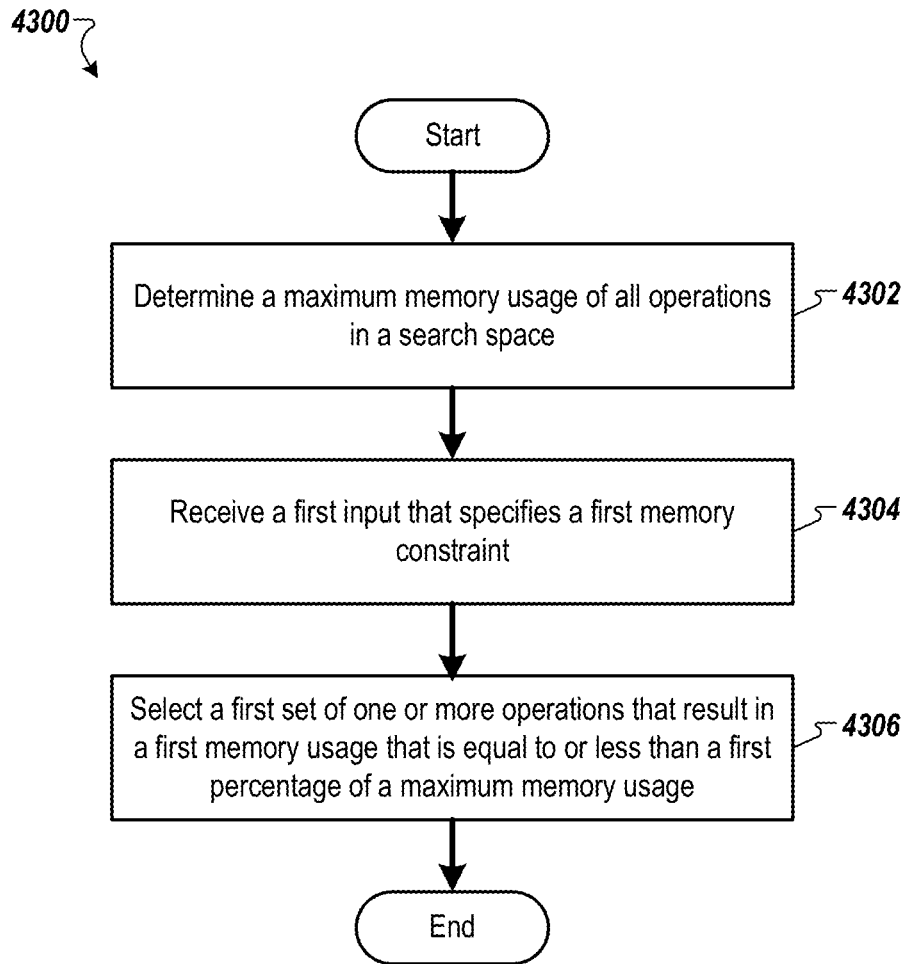 4300
Start
Determine a maximum memory usage of all operations
in a search space
4302
Receive a first input that specifies a first memory
constraint
4304
Select a first set of one or more operations that result in
a first memory usage that is equal to or less than a first
percentage of a maximum memory usage
4306
End